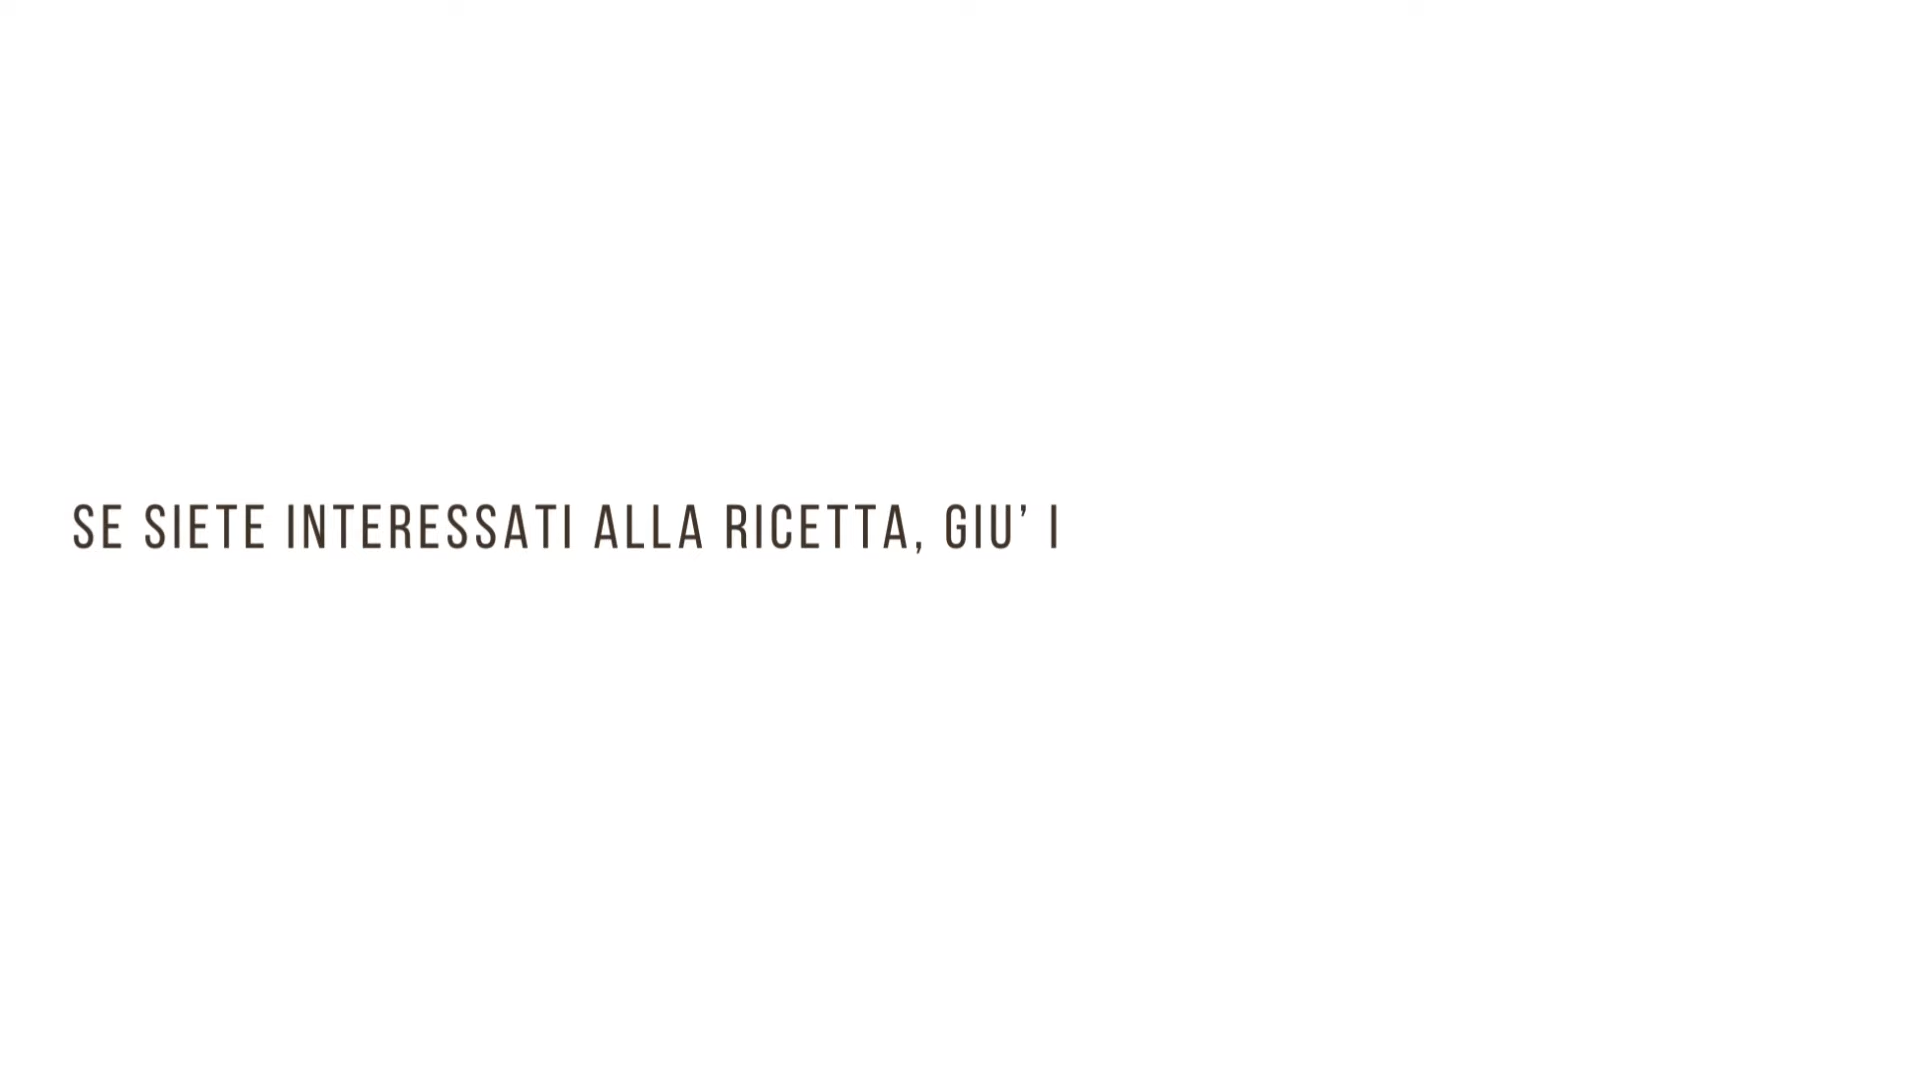 SE SIETE INTERESSATI ALLA RICETTA, GIU’ I